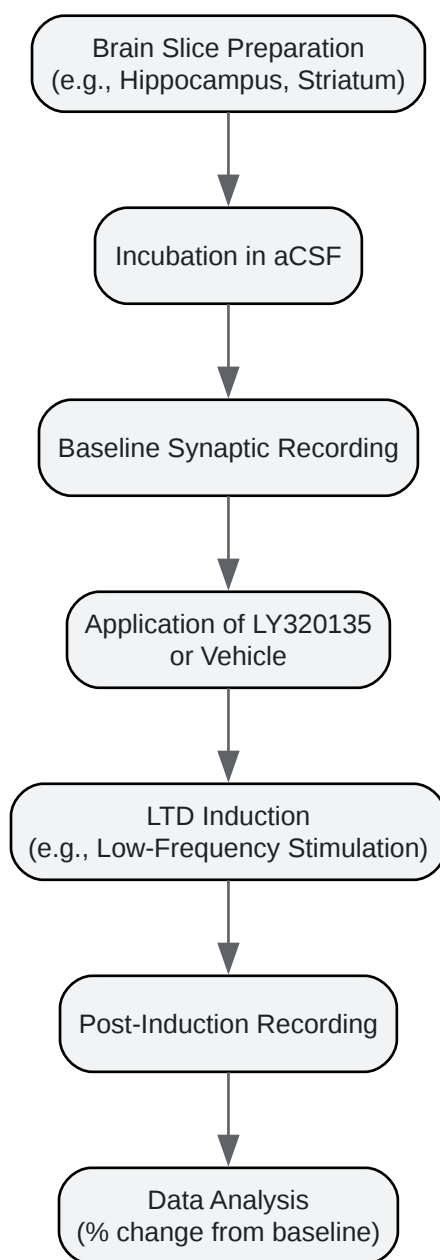 Brain Slice Preparation
(e.g., Hippocampus, Striatum)
Incubation in aCSF
Baseline Synaptic Recording
Application of LY320135
or Vehicle
LTD Induction
(e.g., Low-Frequency Stimulation)
Post-Induction Recording
Data Analysis
(% change from baseline)